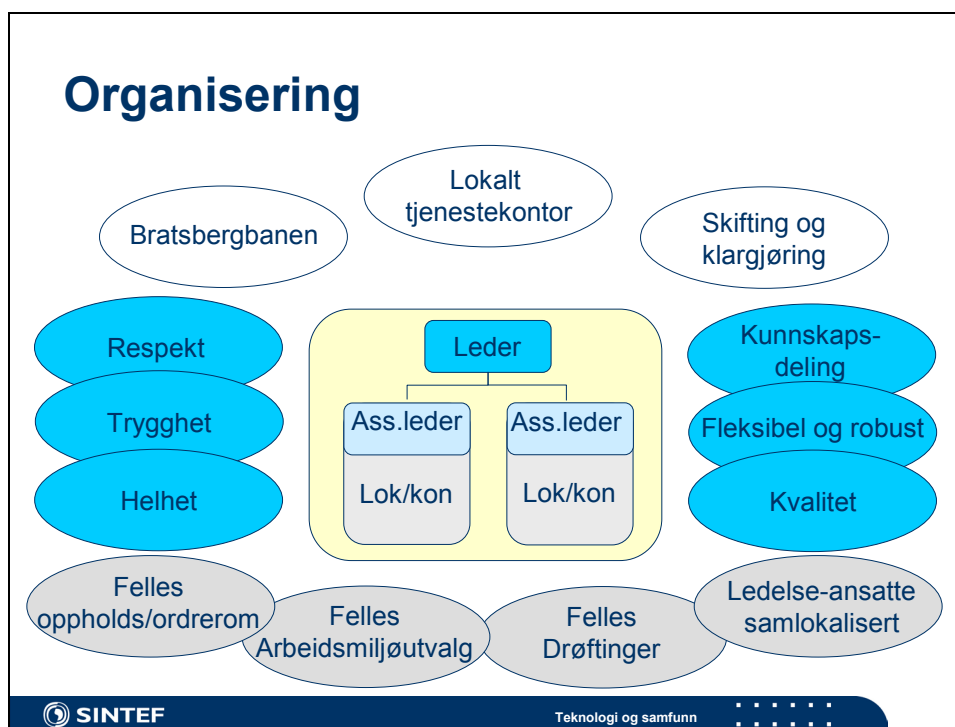 Organisering
Lokalt
tjenestekontor
Bratsbergbanen
Skifting og
klargjøring
Respekt
Trygghet
Helhet
Leder
Ass.leder
Lok/kon
Ass.leder
Lok/kon
Kunnskaps-
deling
Fleksibel og robust
Kvalitet
Felles
oppholds/ordrerom
Felles
Arbeidsmiljøutvalg
Felles
Drøftinger
Ledelse-ansatte
samlokalisert
SINTEF
Teknologi og samfunn